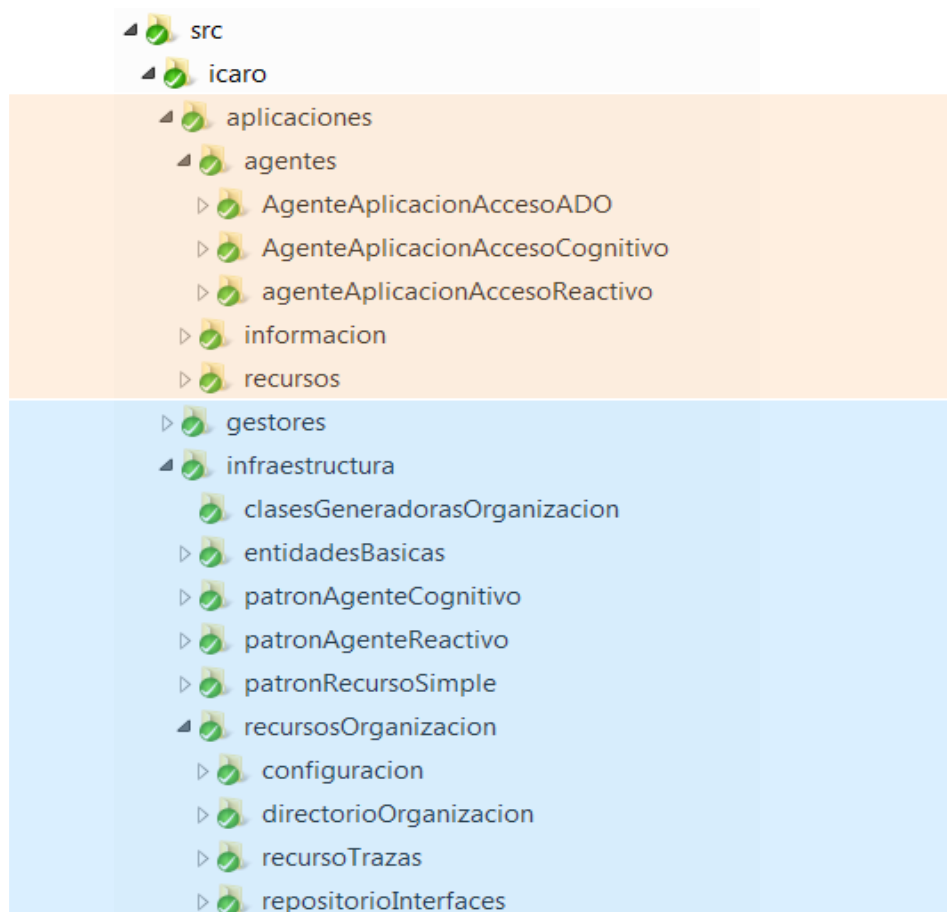 src
icaro
aplicaciones
agentes
AgenteAplicacionAccesoADO
AgenteAplicacionAccesoCognitivo
agenteAplicacionAccesoReactivo
informacion
recursos
gestores
infraestructura
clasesGeneradorasOrganizacion
entidadesBasicas
patronAgenteCognitivo
patronAgenteReactivo
patronRecursoSimple
recursosOrganizacion
configuracion
directorioOrganizacion
recursoTrazas
repositorioInterfaces